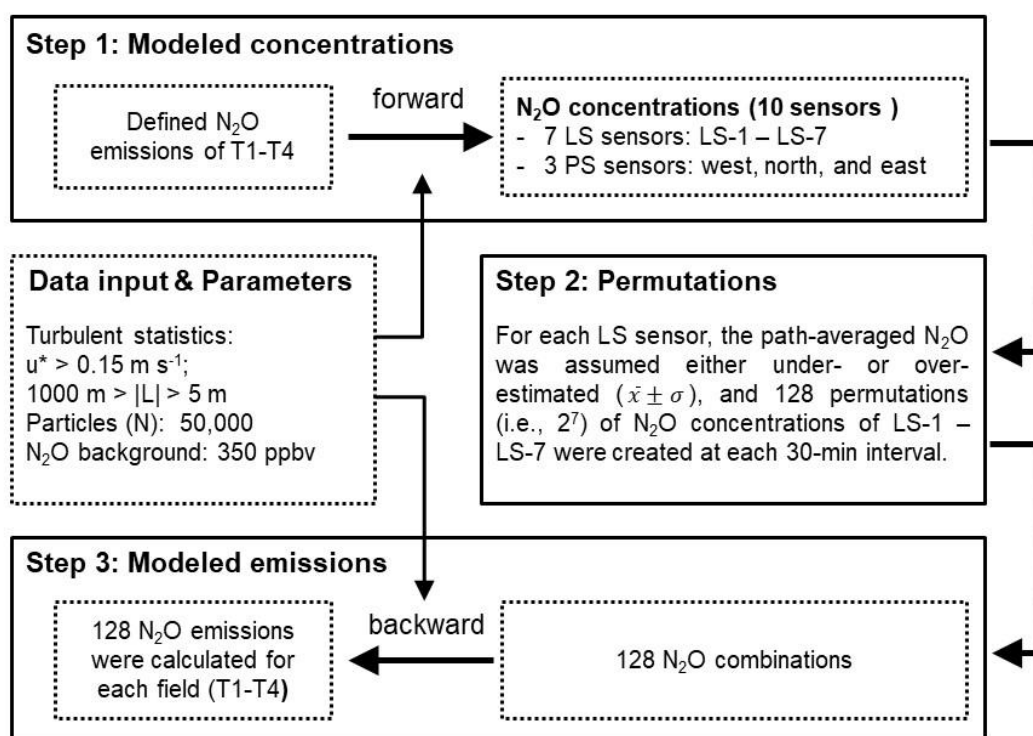 Step 1: Modeled concentrations
Defined N₂O
emissions of T1-T4
forward
N₂O concentrations (10 sensors )
- 7 LS sensors: LS-1 – LS-7
- 3 PS sensors: west, north, and east
Data input & Parameters
Turbulent statistics:
u* > 0.15 m s⁻¹;
1000 m > |L| > 5 m
Particles (N): 50,000
N₂O background: 350 ppbv
Step 2: Permutations
For each LS sensor, the path-averaged N₂O
was assumed either under- or over-
estimated (x̄ ± σ), and 128 permutations
(i.e., 2⁷) of N₂O concentrations of LS-1 –
LS-7 were created at each 30-min interval.
Step 3: Modeled emissions
128 N₂O emissions
were calculated for
each field (T1-T4)
backward
128 N₂O combinations